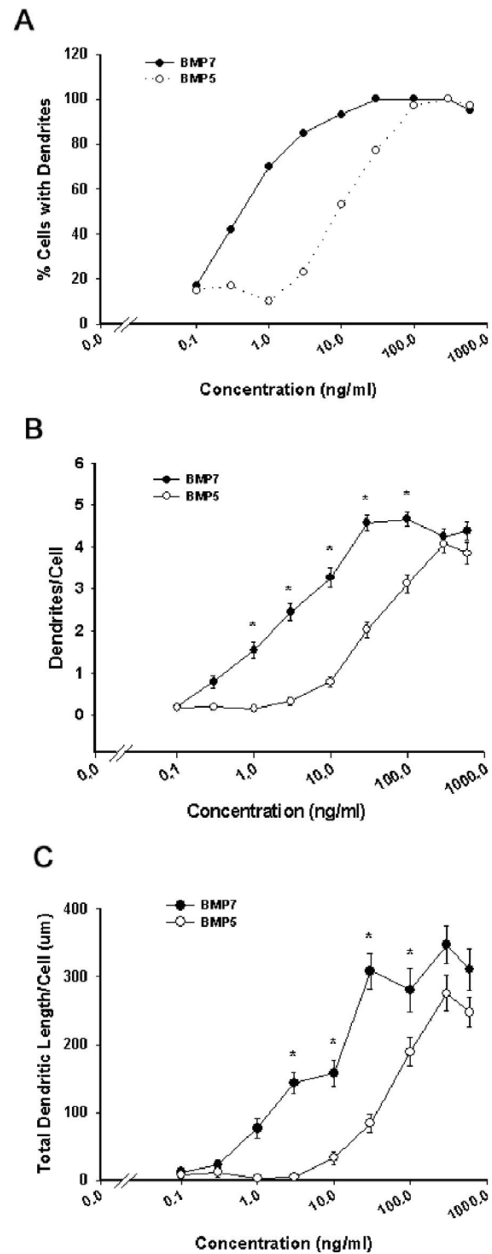 A
BMP7
BMP5
120
100
80
60
40
20
0
% Cells with Dendrites
0.0
0.1
1.0
10.0
100.0
1000.0
Concentration (ng/ml)
B
BMP7
BMP5
6
5
4
3
2
1
0
Dendrites/Cell
* * * * *
0,0
0,1
1,0
10,0
100,0
1000,0
Concentration (ng/ml)
C
BMP7
BMP5
400
300
200
100
0
Total Dendritic Length/Cell (um)
* * * *
0.0
0.1
1.0
10.0
100.0
1000.0
Concentration (ng/ml)